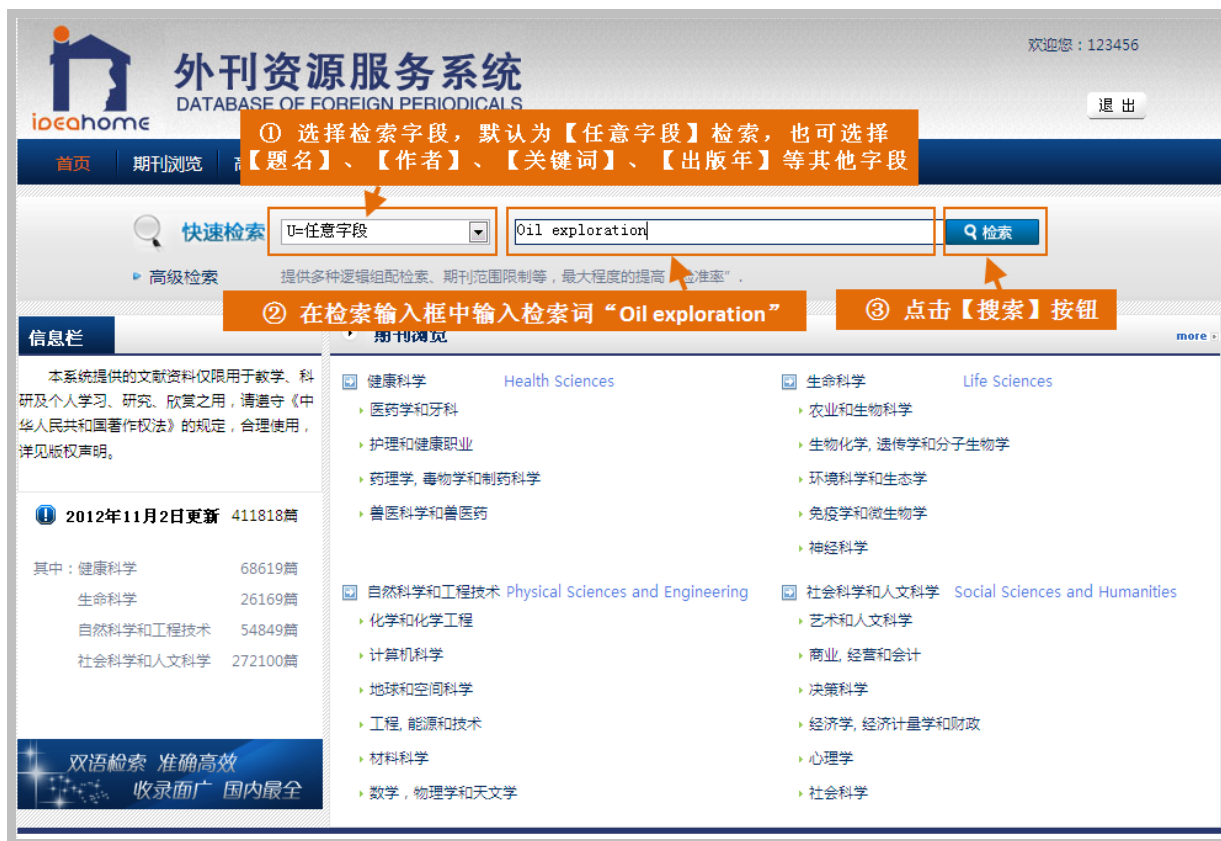 欢迎您：123456
外刊资源服务系统
DATABASE OF FOREIGN PERIODICALS
ideahome
退 出
① 选择检索字段，默认为【任意字段】检索，也可选择
【题名】、【作者】、【关键词】、【出版年】等其他字段
首页 期刊浏览
快速检索 U=任意字段 Oil exploration 检索
高级检索 提供多种逻辑组配检索、期刊范围限制等，最大程度的提高“检准率”.
② 在检索输入框中输入检索词“Oil exploration”
③ 点击【搜索】按钮
信息栏
本系统提供的文献资料仅限用于教学、科
研及个人学习、研究、欣赏之用，请遵守《中
华人民共和国著作权法》的规定，合理使用，
详见版权声明。
2012年11月2日更新 411818篇
其中：健康科学 68619篇
生命科学 26169篇
自然科学和工程技术 54849篇
社会科学和人文科学 272100篇
双语检索 准确高效
收录面广 国内最全
期刊浏览 more
健康科学 Health Sciences
医药学和牙科
护理和健康职业
药理学, 毒物学和制药科学
兽医科学和兽医药
生命科学 Life Sciences
农业和生物科学
生物化学, 遗传学和分子生物学
环境科学和生态学
免疫学和微生物学
神经科学
自然科学和工程技术 Physical Sciences and Engineering
化学和化学工程
计算机科学
地球和空间科学
工程, 能源和技术
材料科学
数学，物理学和天文学
社会科学和人文科学 Social Sciences and Humanities
艺术和人文科学
商业, 经营和会计
决策科学
经济学, 经济计量学和财政
心理学
社会科学